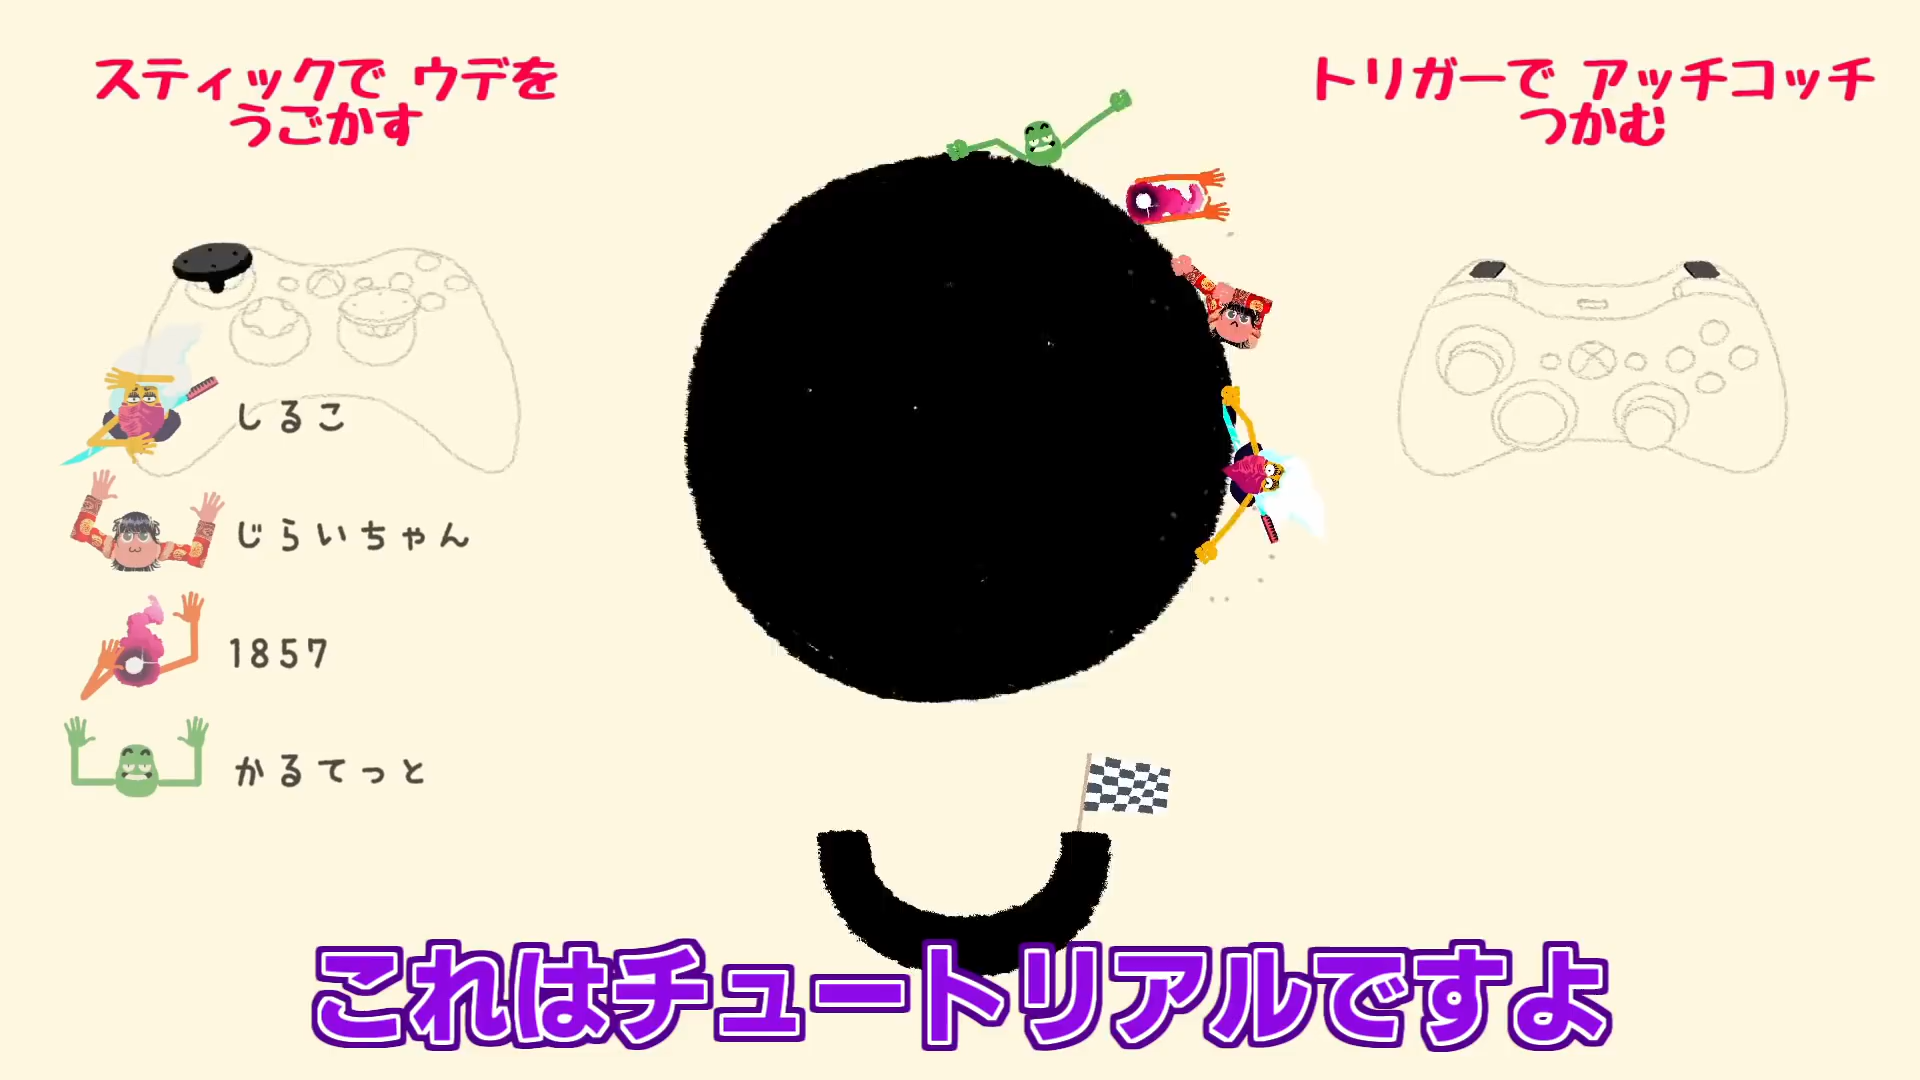 スティックで ウデを
うごかす
トリガーで アッチコッチ
つかむ
しるこ
じらいちゃん
1857
かるてっと
これはチュートリアルですよ